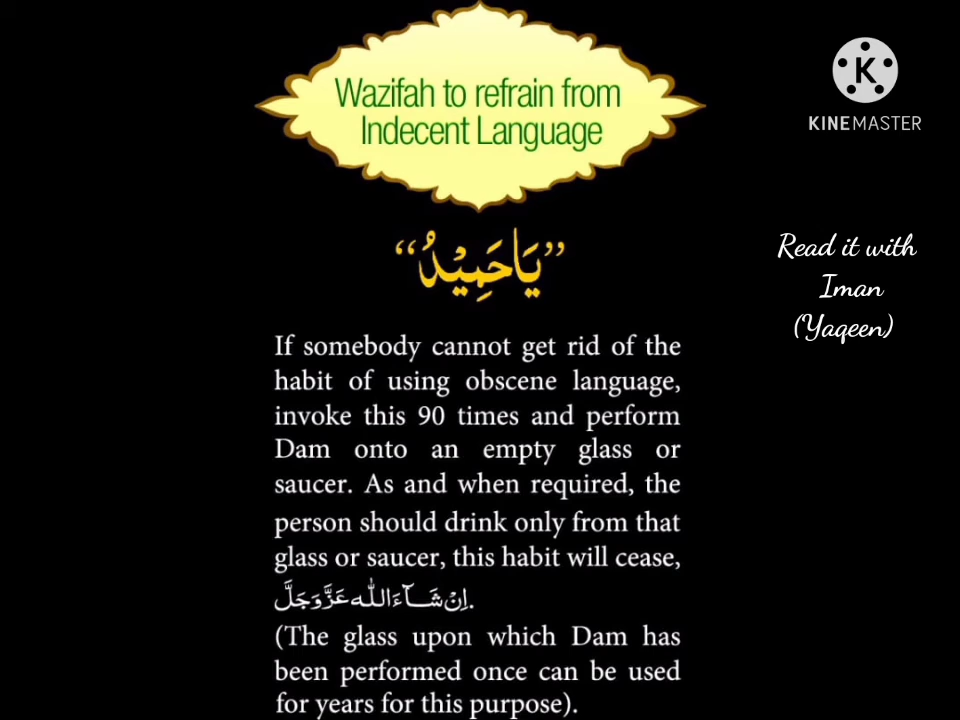 Wazifah to refrain from
Indecent Language
KINEMASTER
”يَاحَمِيْدُ“
Read it with
Iman
(Yaqeen)
If somebody cannot get rid of the
habit of using obscene language,
invoke this 90 times and perform
Dam onto an empty glass or
saucer. As and when required, the
person should drink only from that
glass or saucer, this habit will cease,
اِنْ شَــآءَاللّٰه عَزَّوَجَلَّ.
(The glass upon which Dam has
been performed once can be used
for years for this purpose).